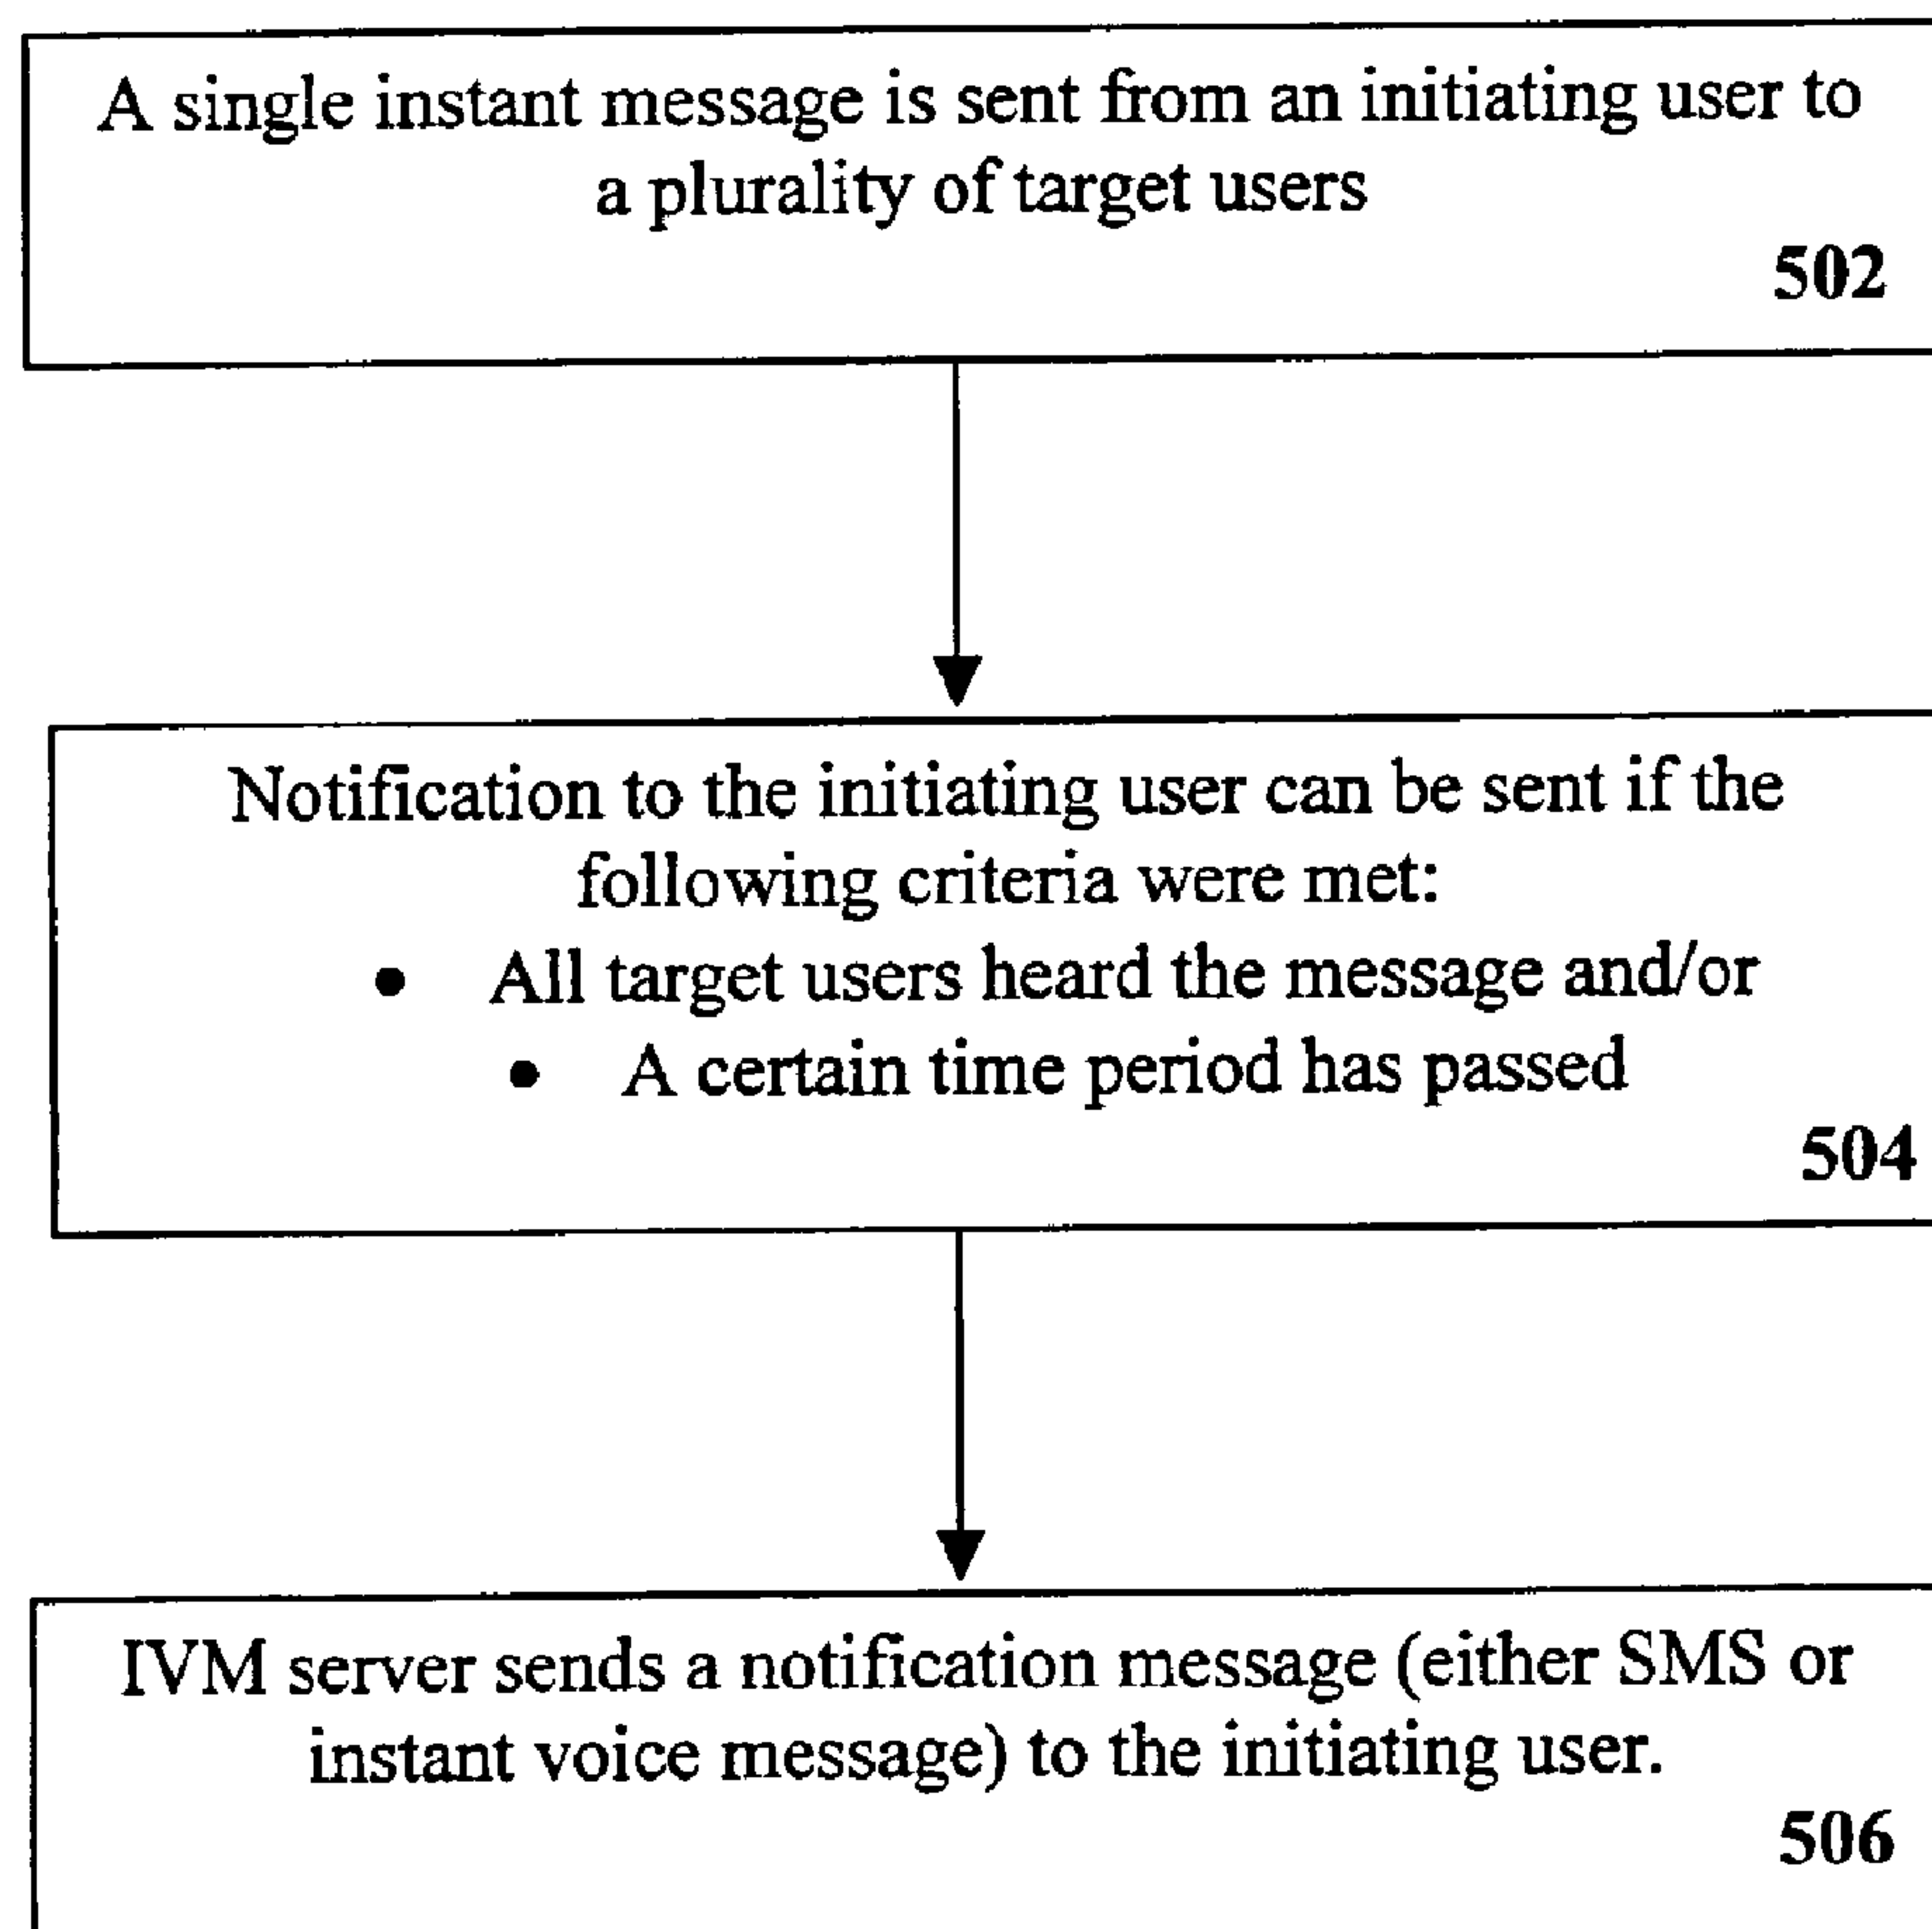 A single instant message is sent from an initiating user to
a plurality of target users
502
Notification to the initiating user can be sent if the
following criteria were met:
● All target users heard the message and/or
● A certain time period has passed
504
IVM server sends a notification message (either SMS or
instant voice message) to the initiating user.
506